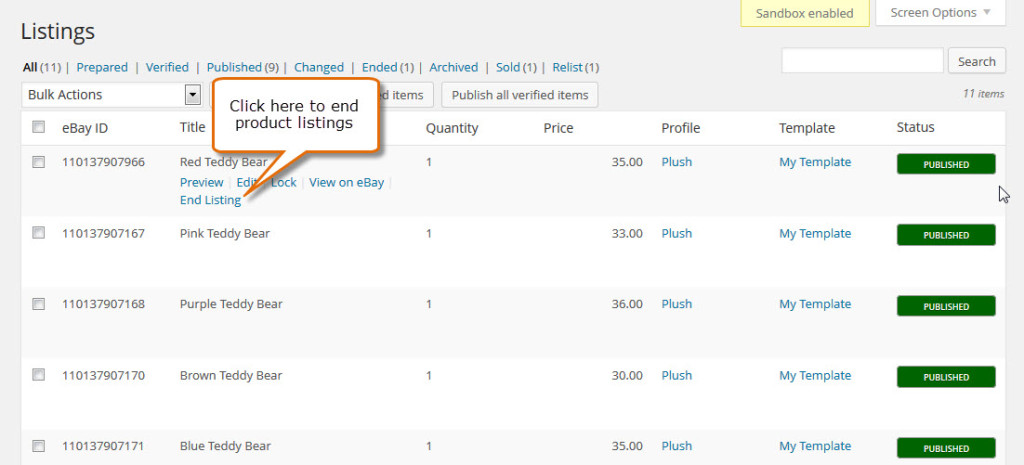 Sandbox enabled
Screen Options
Listings
All (11) | Prepared | Verified | Published (9) | Changed | Ended (1) | Archived | Sold (1) | Relist (1)
Search
Bulk Actions
items
Publish all verified items
11 items
Click here to end
product listings
eBay ID Title Quantity Price Profile Template Status
110137907966 Red Teddy Bear 1 35.00 Plush My Template PUBLISHED
Preview | Edit | Lock | View on eBay |
End Listing
110137907167 Pink Teddy Bear 1 33.00 Plush My Template PUBLISHED
110137907168 Purple Teddy Bear 1 36.00 Plush My Template PUBLISHED
110137907170 Brown Teddy Bear 1 30.00 Plush My Template PUBLISHED
110137907171 Blue Teddy Bear 1 35.00 Plush My Template PUBLISHED